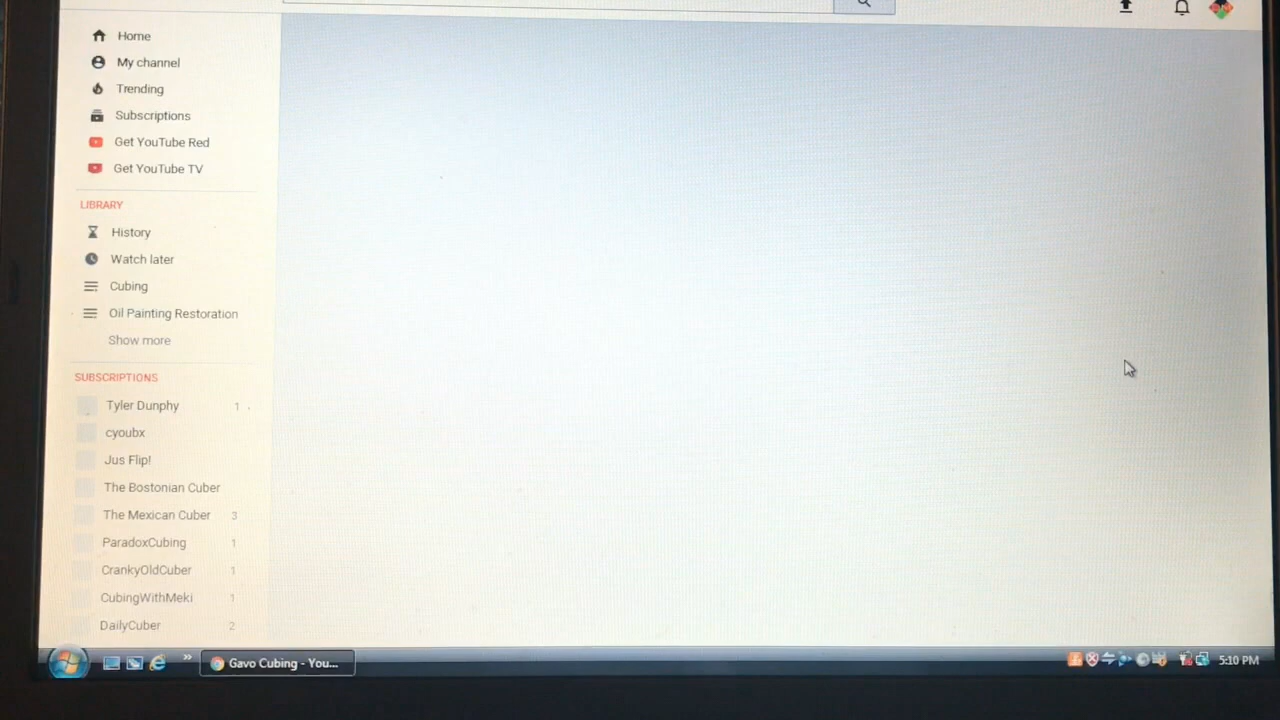 Home
My channel
Trending
Subscriptions
Get YouTube Red
Get YouTube TV
LIBRARY
History
Watch later
Cubing
Oil Painting Restoration
Show more
SUBSCRIPTIONS
Tyler Dunphy 1
cyoubx
Jus Flip!
The Bostonian Cuber
The Mexican Cuber 3
ParadoxCubing 1
CrankyOldCuber 1
CubingWithMeki 1
DailyCuber 2
Gavo Cubing - You...
5:10 PM